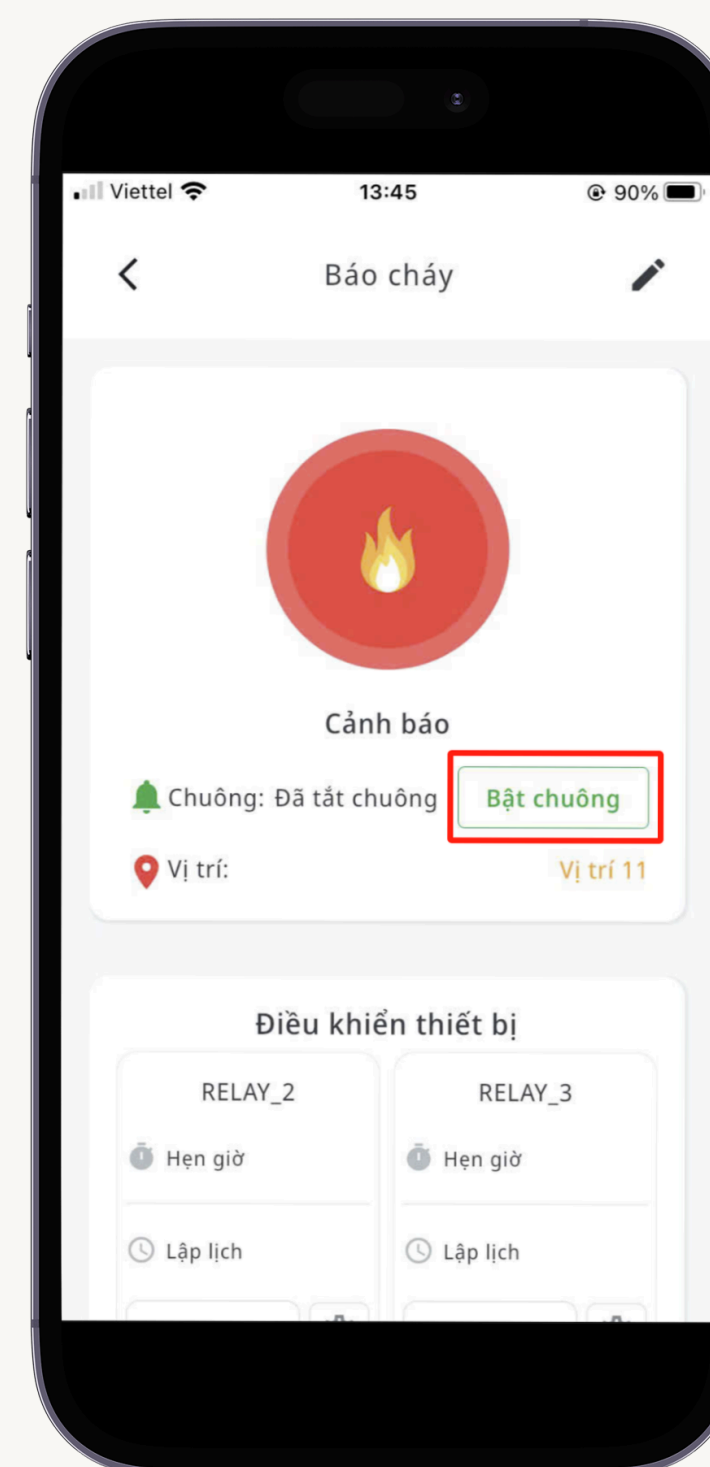 Viettel 13:45 90%
Báo cháy
Cảnh báo
Chuông: Đã tắt chuông Bật chuông
Vị trí: Vị trí 11
Điều khiển thiết bị
RELAY_2 RELAY_3
Hẹn giờ Hẹn giờ
Lập lịch Lập lịch